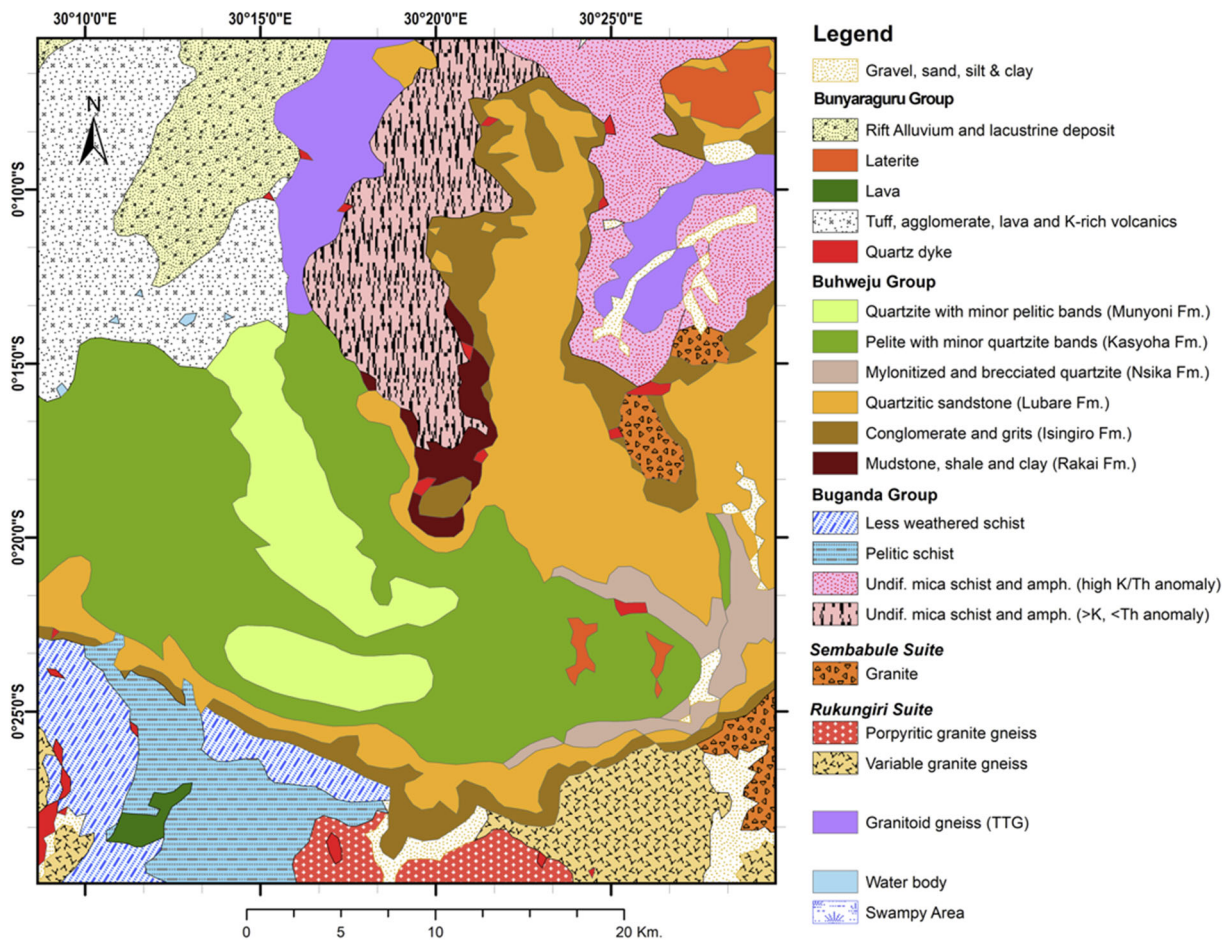 30°10'0"E 30°15'0"E 30°20'0"E 30°25'0"E
N
0°10'0"S
0°15'0"S
0°20'0"S
0°25'0"S
0 5 10 20 Km.
Legend
Gravel, sand, silt & clay
Bunyaraguru Group
Rift Alluvium and lacustrine deposit
Laterite
Lava
Tuff, agglomerate, lava and K-rich volcanics
Quartz dyke
Buhweju Group
Quartzite with minor pelitic bands (Munyoni Fm.)
Pelite with minor quartzite bands (Kasyoha Fm.)
Mylonitized and brecciated quartzite (Nsika Fm.)
Quartzitic sandstone (Lubare Fm.)
Conglomerate and grits (Isingiro Fm.)
Mudstone, shale and clay (Rakai Fm.)
Buganda Group
Less weathered schist
Pelitic schist
Undif. mica schist and amph. (high K/Th anomaly)
Undif. mica schist and amph. (>K, <Th anomaly)
Sembabule Suite
Granite
Rukungiri Suite
Porpyritic granite gneiss
Variable granite gneiss
Granitoid gneiss (TTG)
Water body
Swampy Area